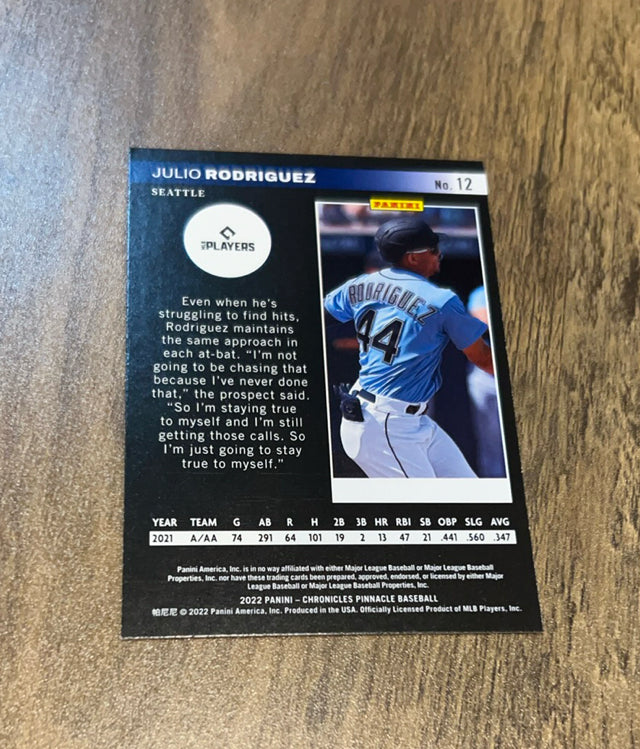 JULIO RODRIGUEZ
No. 12
SEATTLE
PANINI
MLB PLAYERS
RODRIGUEZ
44
Even when he's
struggling to find hits,
Rodriguez maintains
the same approach in
each at-bat. "I'm not
going to be chasing that
because I've never done
that," the prospect said.
"So I'm staying true
to myself and I'm still
getting those calls. So
I'm just going to stay
true to myself."
YEAR TEAM G AB R H 2B 3B HR RBI SB OBP SLG AVG
2021 A/AA 74 291 64 101 19 2 13 47 21 .441 .560 .347
Panini America, Inc. is in no way affiliated with either Major League Baseball or Major League Baseball
Properties, Inc. nor have these trading cards been prepared, approved, endorsed, or licensed by either Major
League Baseball or Major League Baseball Properties, Inc.
2022 PANINI – CHRONICLES PINNACLE BASEBALL
帕尼尼 © 2022 Panini America, Inc. Produced in the USA. Officially Licensed Product of MLB Players, Inc.